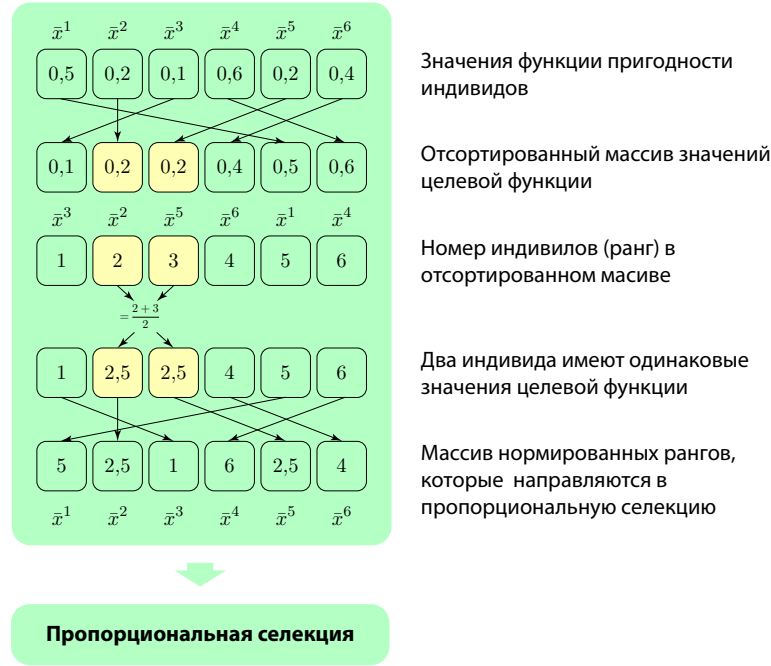 x̄¹ x̄² x̄³ x̄⁴ x̄⁵ x̄⁶
0,5 0,2 0,1 0,6 0,2 0,4
Значения функции пригодности
индивидов
0,1 0,2 0,2 0,4 0,5 0,6
Отсортированный массив значений
целевой функции
x̄³ x̄² x̄⁵ x̄⁶ x̄¹ x̄⁴
1 2 3 4 5 6
Номер индивилов (ранг) в
отсортированном масиве
= (2 + 3)/2
1 2,5 2,5 4 5 6
Два индивида имеют одинаковые
значения целевой функции
5 2,5 1 6 2,5 4
Массив нормированных рангов,
которые направляются в
пропорциональную селекцию
x̄¹ x̄² x̄³ x̄⁴ x̄⁵ x̄⁶
Пропорциональная селекция